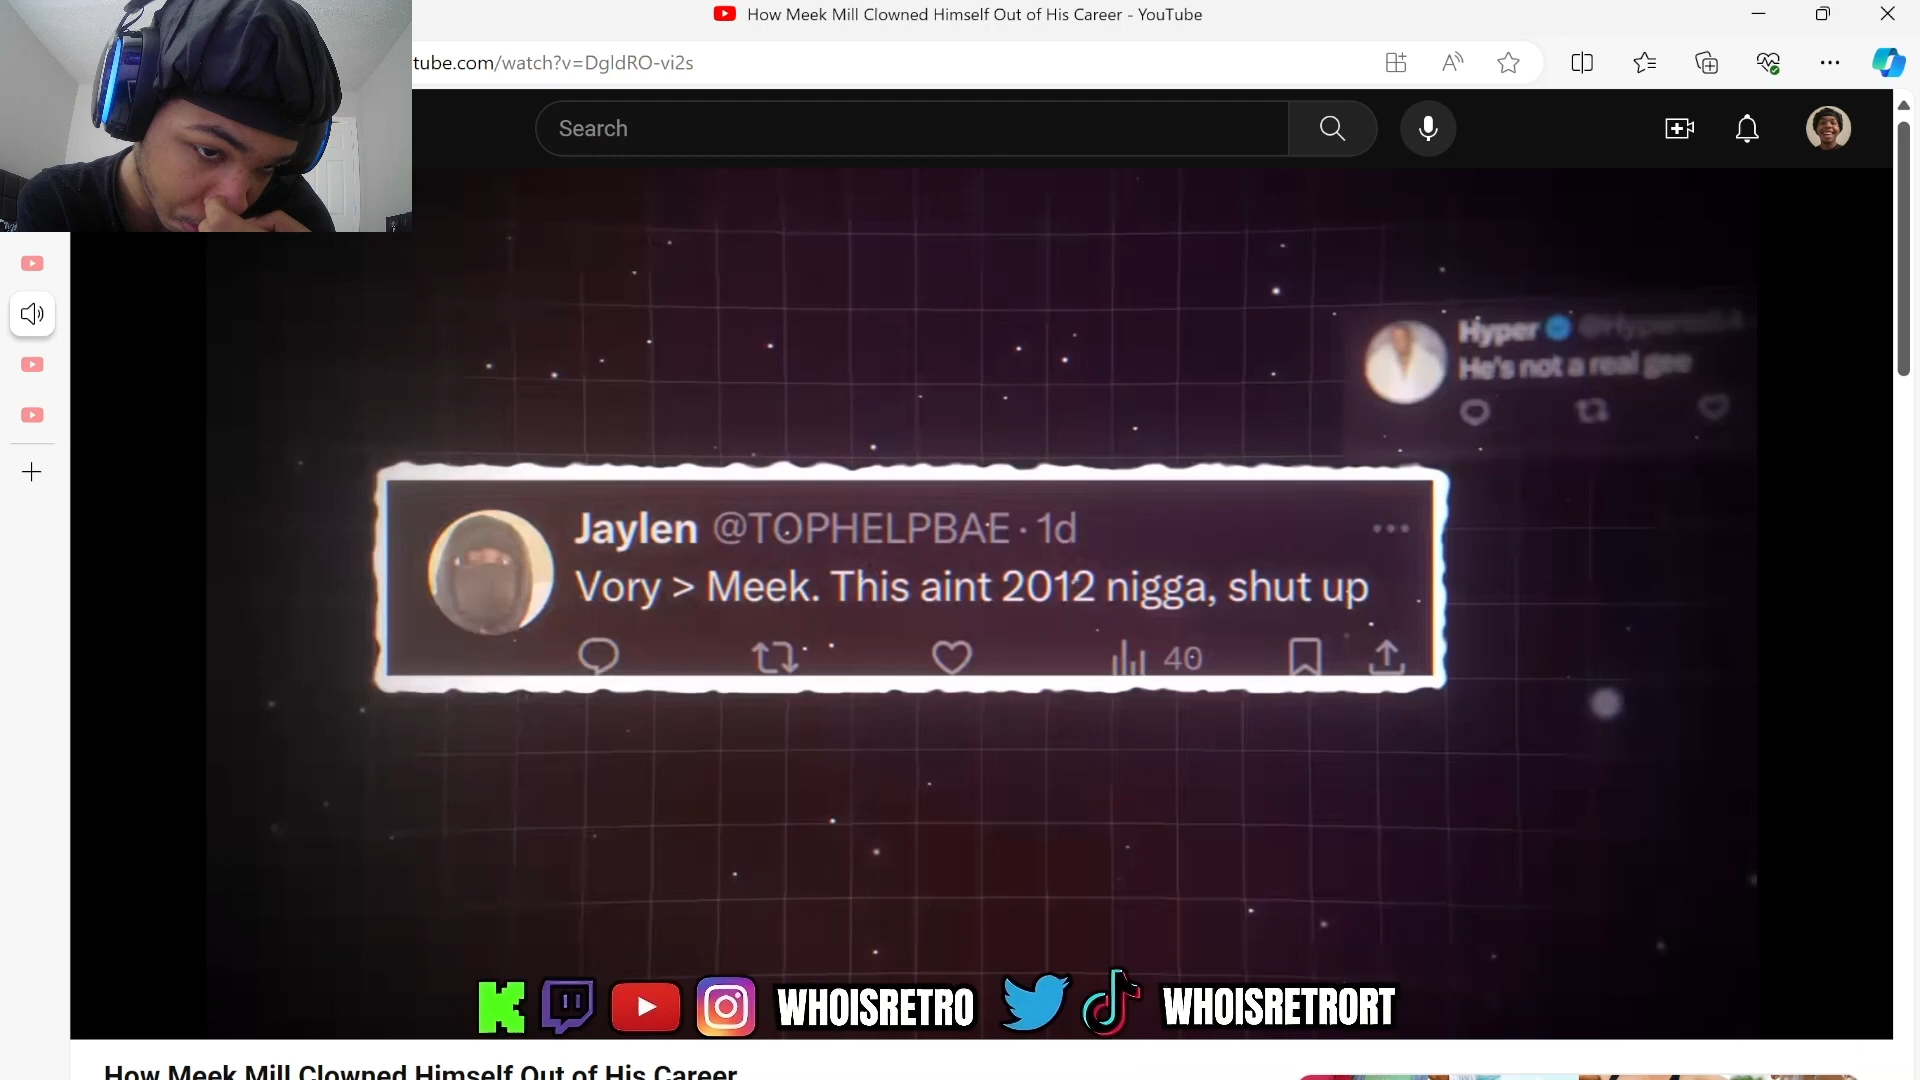 How Meek Mill Clowned Himself Out of His Career - YouTube
tube.com/watch?v=DgldRO-vi2s
Search
Hyper
He's not a real gee
Jaylen @TOPHELPBAE · 1d
Vory > Meek. This aint 2012 nigga, shut up
40
WHOISRETRO
WHOISRETRORT
How Meek Mill Clowned Himself Out of His Career